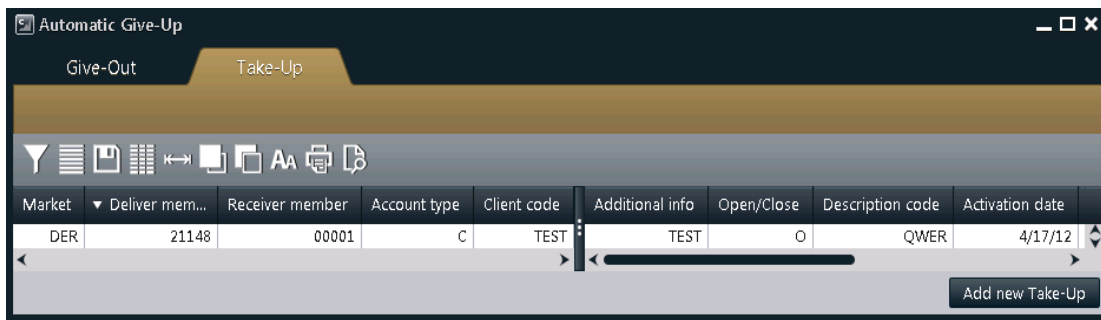 Automatic Give-Up
Give-Out Take-Up
AA
Market Deliver mem... Receiver member Account type Client code Additional info Open/Close Description code Activation date
DER 21148 00001 C TEST TEST O QWER 4/17/12
Add new Take-Up